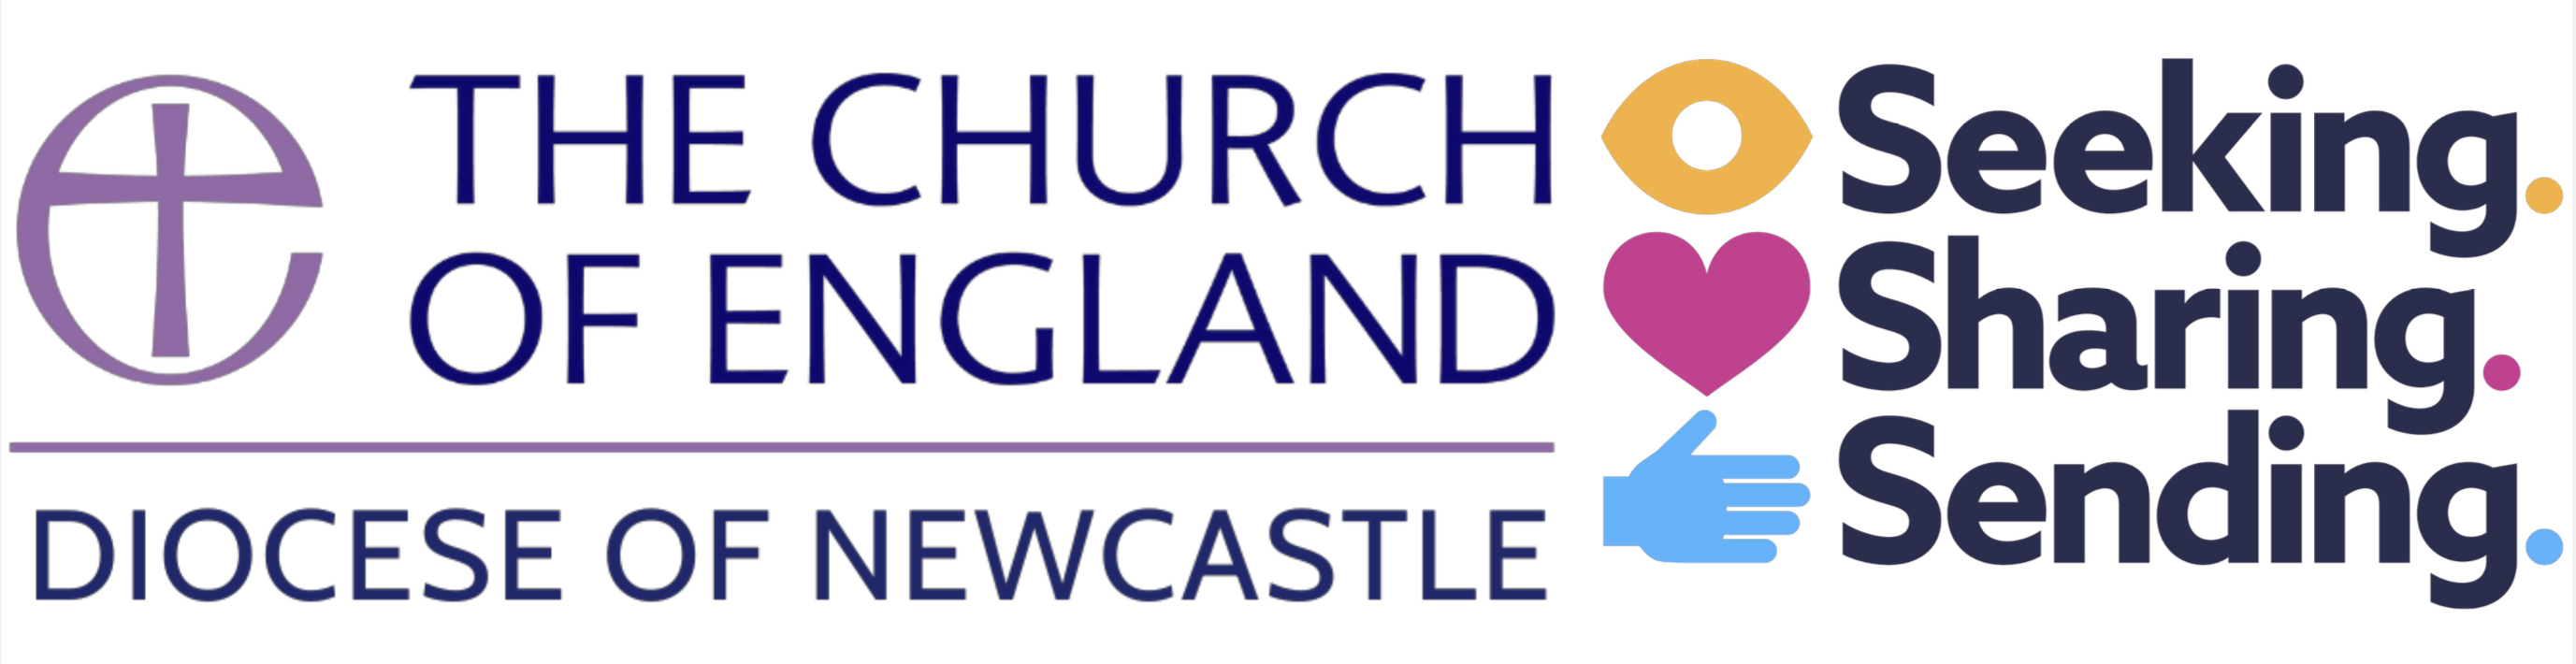 THE CHURCH
OF ENGLAND
DIOCESE OF NEWCASTLE
Seeking.
Sharing.
Sending.